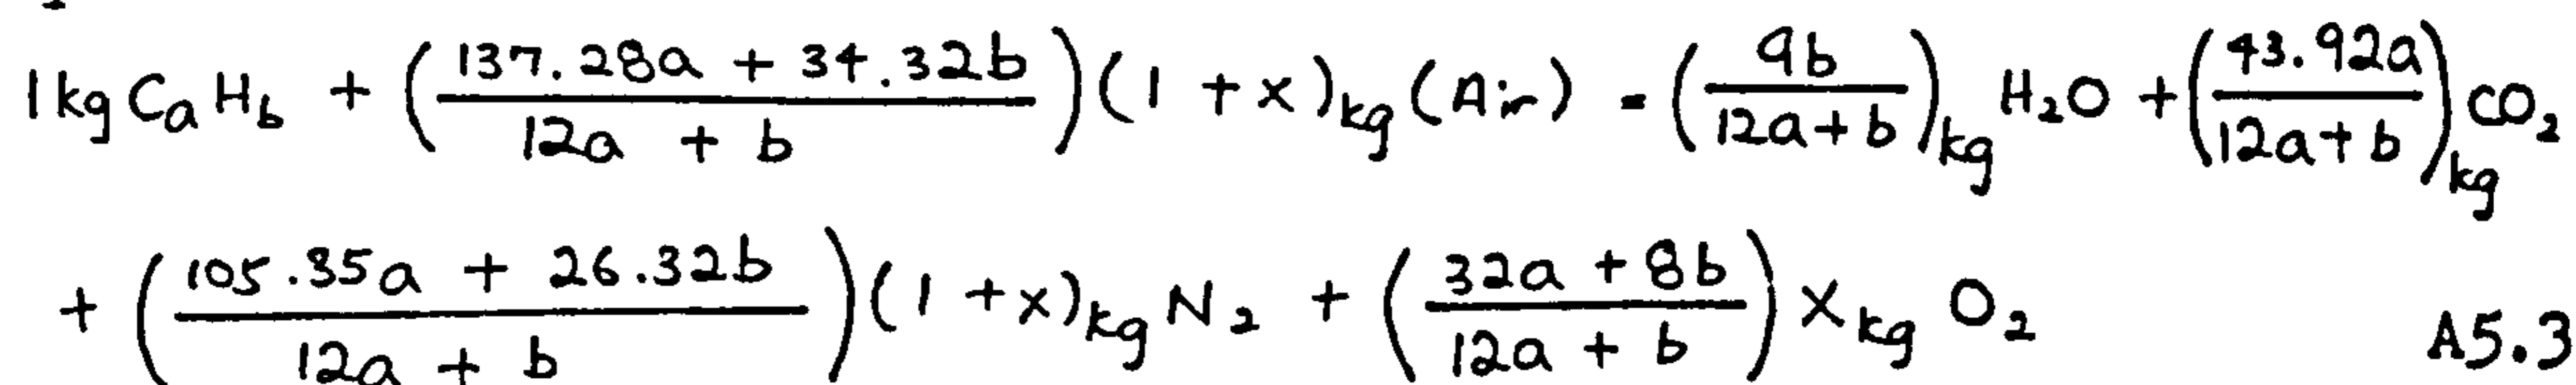 1kg CaHb + ((137.28a + 34.32b)/(12a + b))(1 + x)kg (Air) = (9b/(12a + b))kg H₂O + (43.92a/(12a + b))kg CO₂
+ ((105.35a + 26.32b)/(12a + b))(1 + x)kg N₂ + ((32a + 8b)/(12a + b)) x kg O₂ A5.3